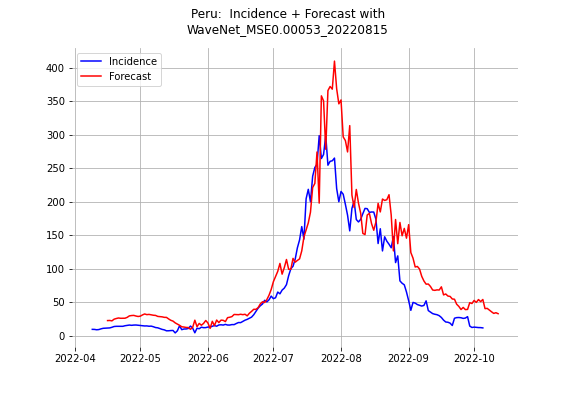 Peru:  Incidence + Forecast with
WaveNet_MSE0.00053_20220815
Incidence
Forecast
400
350
300
250
200
150
100
50
0
2022-04 2022-05 2022-06 2022-07 2022-08 2022-09 2022-10